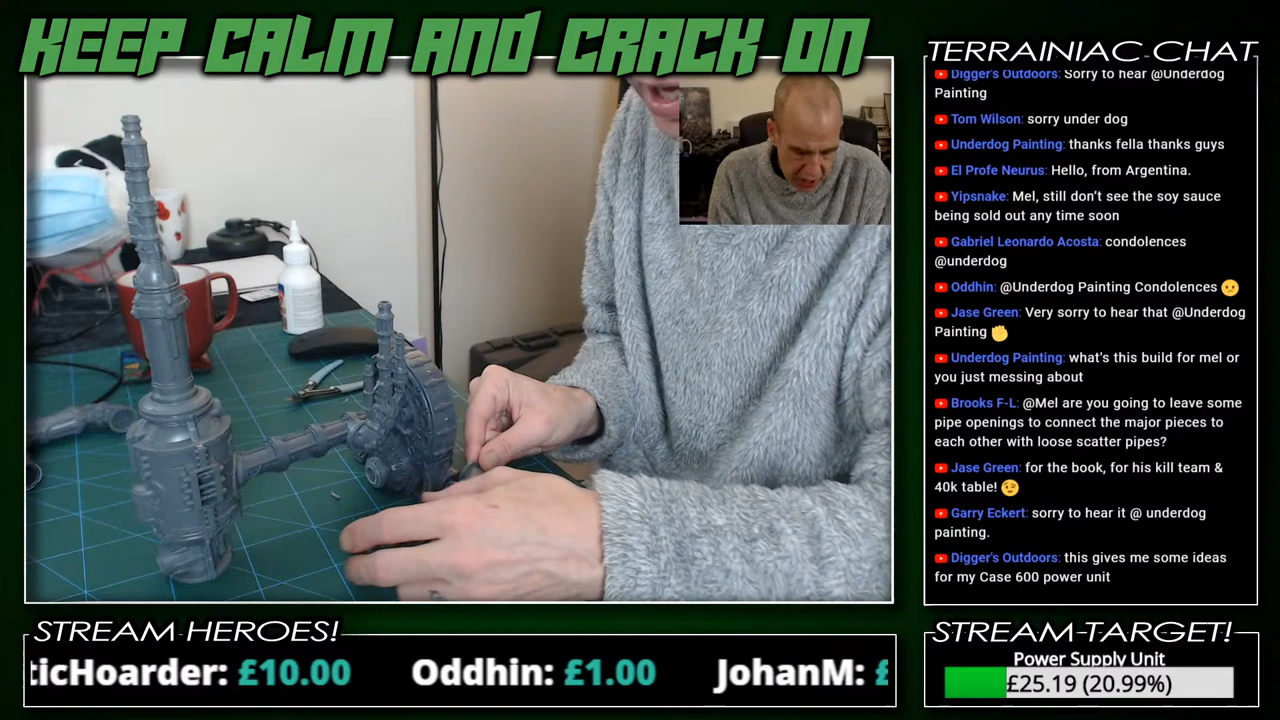 KEEP CALM AND CRACK ON
TERRAINIAC CHAT
Digger's Outdoors: Sorry to hear @Underdog
Painting
Tom Wilson: sorry under dog
Underdog Painting: thanks fella thanks guys
El Profe Neurus: Hello, from Argentina.
Yipsnake: Mel, still don't see the soy sauce
being sold out any time soon
Gabriel Leonardo Acosta: condolences
@underdog
Oddhin: @Underdog Painting Condolences 😕
Jase Green: Very sorry to hear that @Underdog
Painting ✊
Underdog Painting: what's this build for mel or
you just messing about
Brooks F-L: @Mel are you going to leave some
pipe openings to connect the major pieces to
each other with loose scatter pipes?
Jase Green: for the book, for his kill team &
40k table! 😉
Garry Eckert: sorry to hear it @ underdog
painting.
Digger's Outdoors: this gives me some ideas
for my Case 600 power unit
STREAM HEROES!
ticHoarder: £10.00 Oddhin: £1.00 JohanM: £
STREAM TARGET!
Power Supply Unit
£25.19 (20.99%)